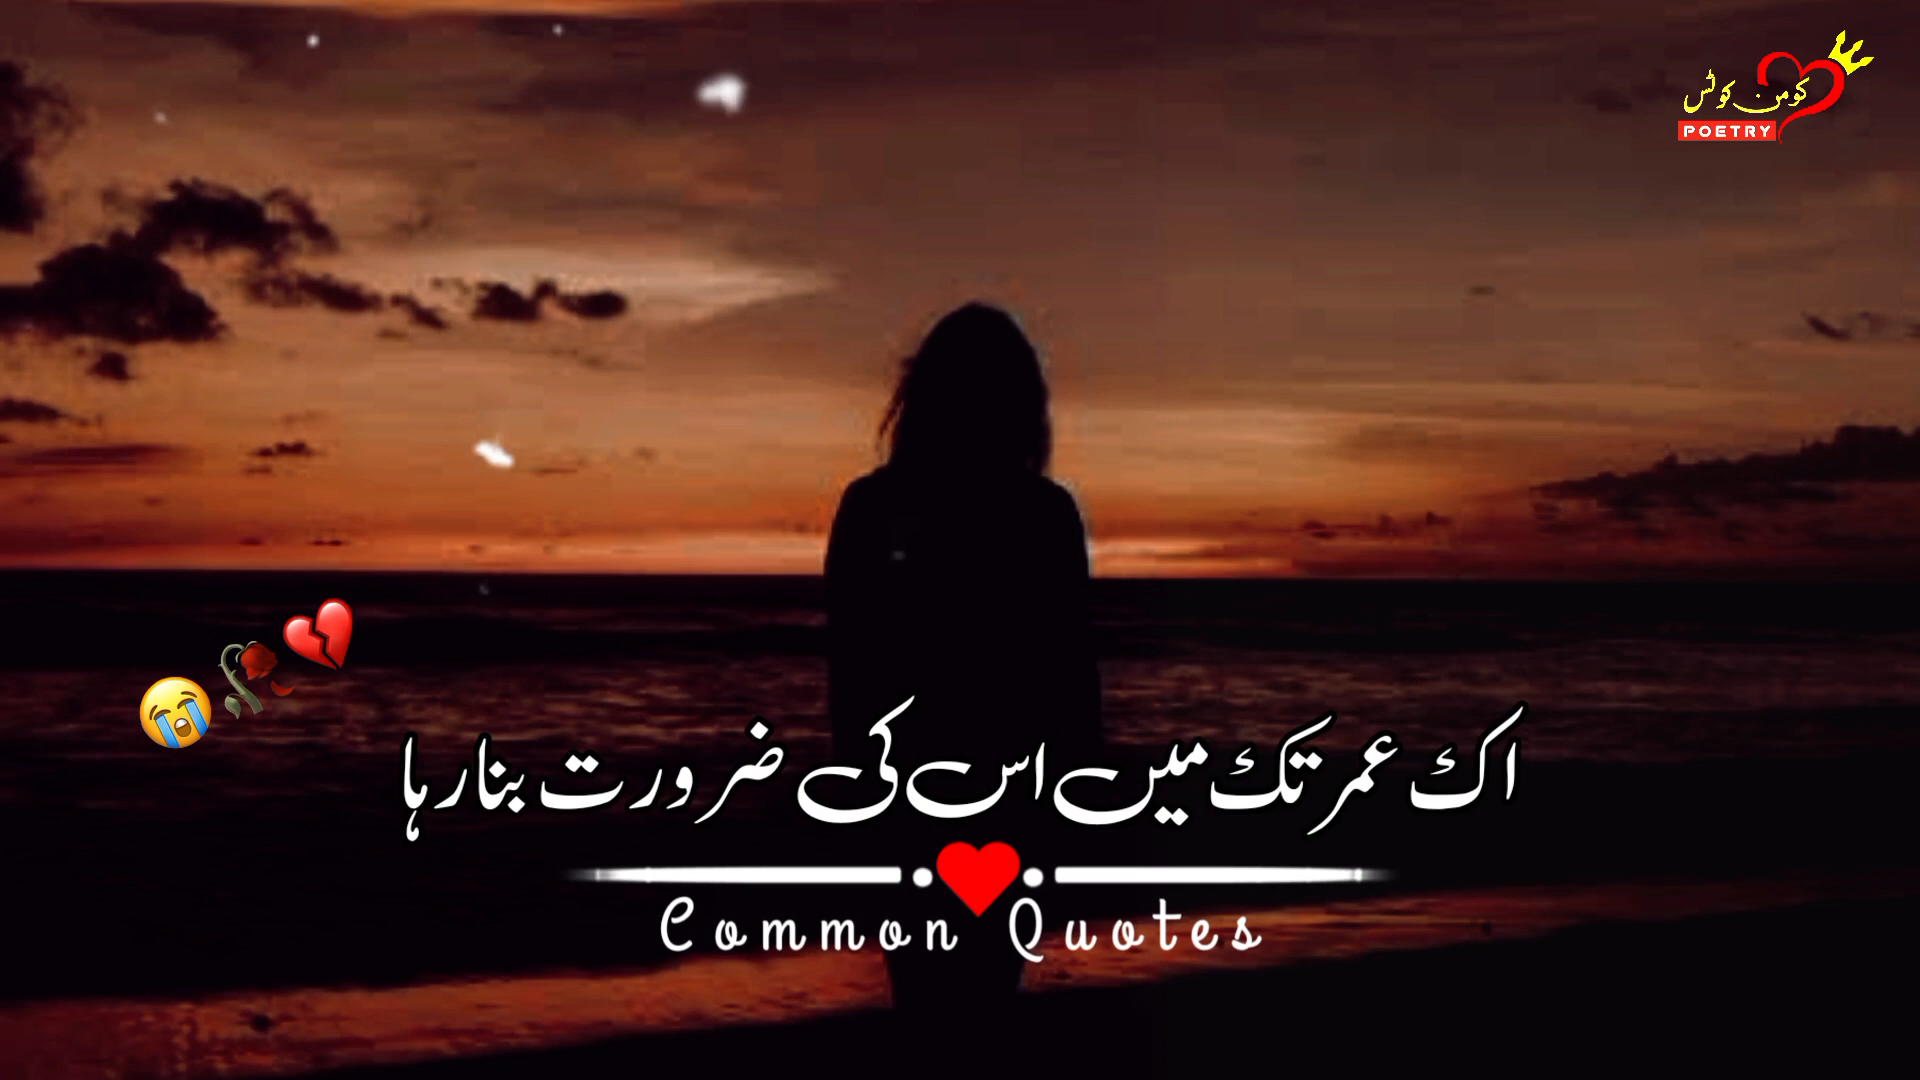 کومن کوٹس
POETRY
اک عمر تک میں اس کی ضرورت بنا رہا
Common Quotes